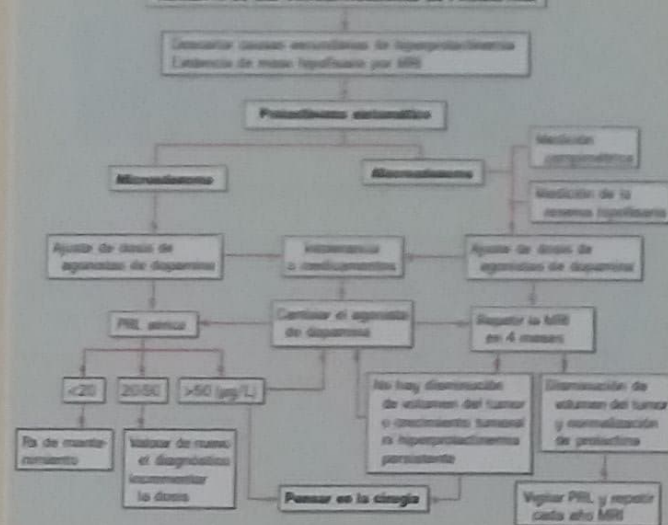 Descartar causas secundarias de hiperprolactinemia
Evidencia de masa hipofisaria por MRI
Prolactinoma sintomático
Microadenoma
Macroadenoma
Medición
campimétrica
Medición de la
reserva hipofisaria
Ajuste de dosis de
agonistas de dopamina
Intolerancia
a medicamentos
Ajuste de dosis de
agonistas de dopamina
PRL sérica
Cambiar el agonista
de dopamina
Repetir la MRI
en 4 meses
<20
20-50
>50 (µg/L)
No hay disminución
de volumen del tumor
o crecimiento tumoral
ni hiperprolactinemia
persistente
Disminución de
volumen del tumor
y normalización
de prolactina
Rx de mante-
nimiento
Valorar de nuevo
el diagnóstico
Incrementar
la dosis
Pensar en la cirugía
Vigilar PRL y repetir
cada año MRI